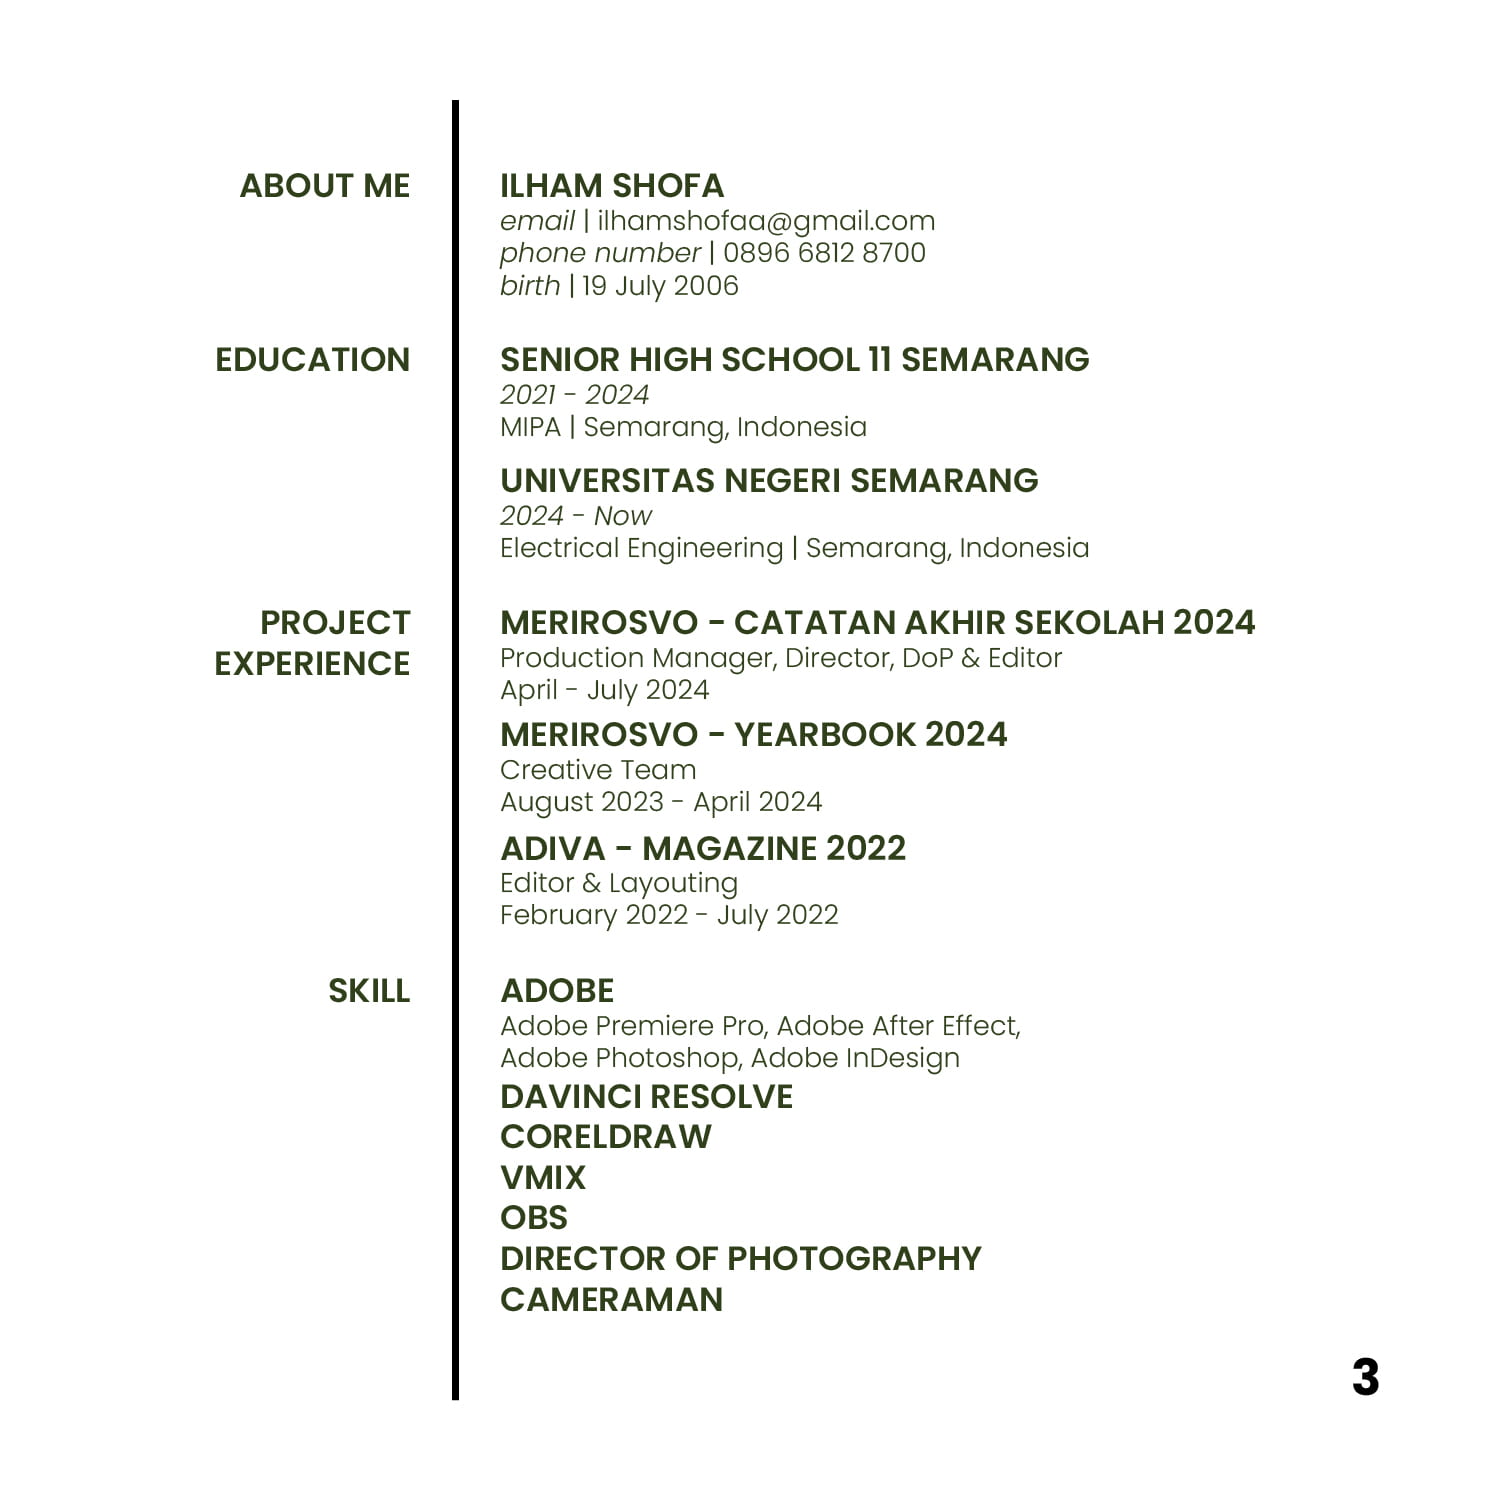 ABOUT ME
ILHAM SHOFA
email | ilhamshofaa@gmail.com
phone number | 0896 6812 8700
birth | 19 July 2006
EDUCATION
SENIOR HIGH SCHOOL 11 SEMARANG
2021 - 2024
MIPA | Semarang, Indonesia
UNIVERSITAS NEGERI SEMARANG
2024 - Now
Electrical Engineering | Semarang, Indonesia
PROJECT
EXPERIENCE
MERIROSVO - CATATAN AKHIR SEKOLAH 2024
Production Manager, Director, DoP & Editor
April - July 2024
MERIROSVO - YEARBOOK 2024
Creative Team
August 2023 - April 2024
ADIVA - MAGAZINE 2022
Editor & Layouting
February 2022 - July 2022
SKILL
ADOBE
Adobe Premiere Pro, Adobe After Effect,
Adobe Photoshop, Adobe InDesign
DAVINCI RESOLVE
CORELDRAW
VMIX
OBS
DIRECTOR OF PHOTOGRAPHY
CAMERAMAN
3